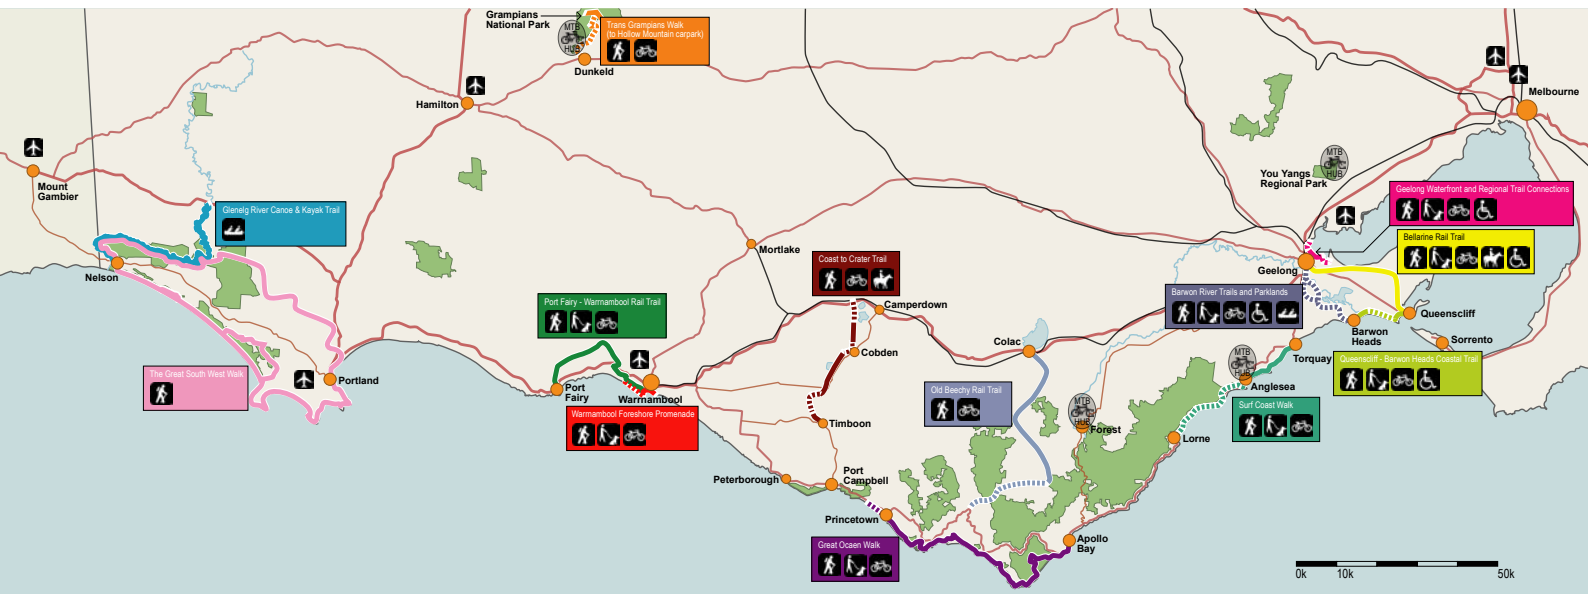 Grampians
National Park
MTB
HUB
Trans Grampians Walk
(to Hollow Mountain carpark)
Dunkeld
Hamilton
Melbourne
Mount
Gambier
MTB
HUB
You Yangs
Regional Park
Geelong Waterfront and Regional Trail Connections
Glenelg River Canoe & Kayak Trail
Bellarine Rail Trail
Mortlake
Coast to Crater Trail
Geelong
Nelson
Barwon River Trails and Parklands
Port Fairy - Warrnambool Rail Trail
Camperdown
Queenscliff
Barwon
Heads
Sorrento
Colac
Cobden
Torquay
Queenscliff - Barwon Heads Coastal Trail
MTB
HUB
Anglesea
The Great South West Walk
Portland
Port
Fairy
Warrnambool
Old Beechy Rail Trail
Surf Coast Walk
MTB
HUB
Forest
Warrnambool Foreshore Promenade
Timboon
Lorne
Peterborough
Port
Campbell
Princetown
Great Ocaen Walk
Apollo
Bay
0k 10k 50k